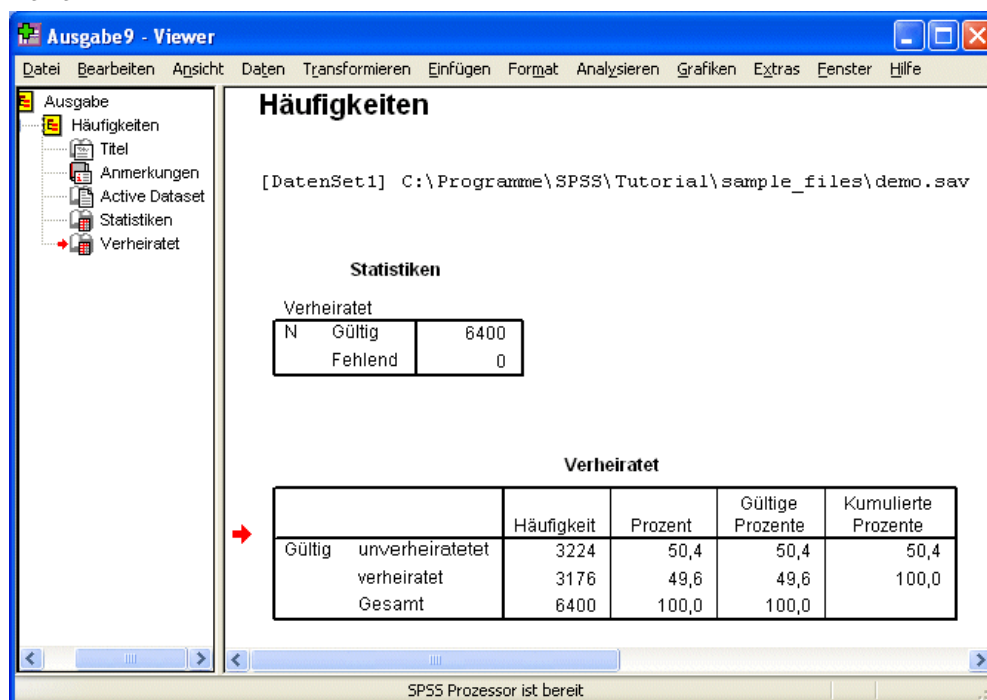 Ausgabe9 - Viewer
Datei Bearbeiten Ansicht Daten Transformieren Einfügen Format Analysieren Grafiken Extras Fenster Hilfe
Ausgabe
Häufigkeiten
Titel
Anmerkungen
Active Dataset
Statistiken
Verheiratet
Häufigkeiten
[DatenSet1] C:\Programme\SPSS\Tutorial\sample_files\demo.sav
Statistiken
Verheiratet
N Gültig 6400
Fehlend 0
Verheiratet
Häufigkeit Prozent Gültige Prozente Kumulierte Prozente
Gültig unverheiratetet 3224 50,4 50,4 50,4
verheiratet 3176 49,6 49,6 100,0
Gesamt 6400 100,0 100,0
SPSS Prozessor ist bereit